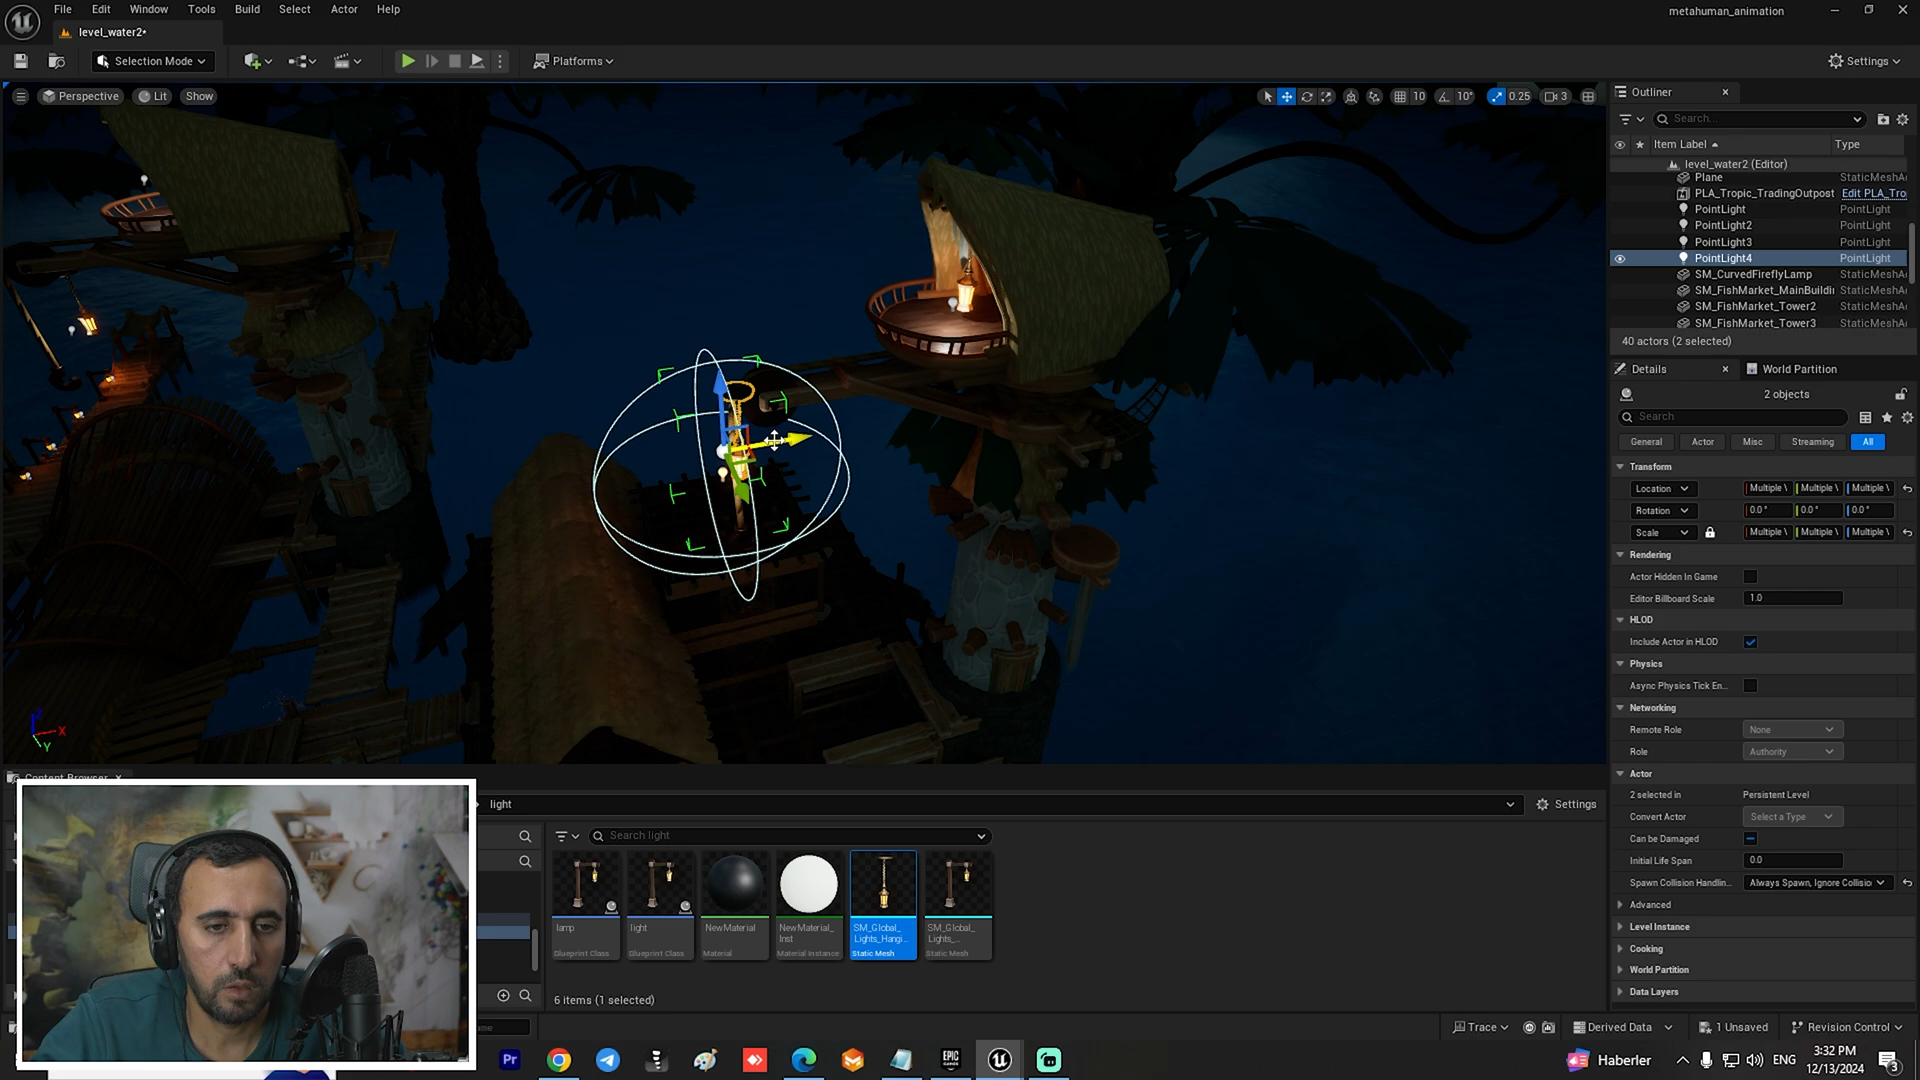 File Edit Window Tools Build Select Actor Help
metahuman_animation
level_water2*
Selection Mode
Platforms
Settings
Perspective
Lit
Show
10
10°
0.25
3
Outliner
Search...
Item Label
Type
level_water2 (Editor)
Plane
StaticMeshA
PLA_Tropic_TradingOutpost
Edit PLA_Tro
PointLight
PointLight
PointLight2
PointLight
PointLight3
PointLight
PointLight4
PointLight
SM_CurvedFireflyLamp
StaticMeshA
SM_FishMarket_MainBuildi
StaticMeshA
SM_FishMarket_Tower2
StaticMeshA
SM_FishMarket_Tower3
StaticMeshA
40 actors (2 selected)
Details
World Partition
2 objects
Search
General
Actor
Misc
Streaming
All
Transform
Location
Multiple \
Multiple \
Multiple \
Rotation
0.0 °
0.0 °
0.0 °
Scale
Multiple \
Multiple \
Multiple \
Rendering
Actor Hidden In Game
Editor Billboard Scale
1.0
HLOD
Include Actor in HLOD
Physics
Async Physics Tick En...
Networking
Remote Role
None
Role
Authority
Actor
2 selected in
Persistent Level
Convert Actor
Select a Type
Can be Damaged
Initial Life Span
0.0
Spawn Collision Handlin...
Always Spawn, Ignore Collisio
Advanced
Level Instance
Cooking
World Partition
Data Layers
Z
X
Y
Content Browser
light
Settings
Search light
lamp
Blueprint Class
light
Blueprint Class
NewMaterial
Material
NewMaterial_
Inst
Material Instance
SM_Global_
Lights_Hangi...
Static Mesh
SM_Global_
Lights_...
Static Mesh
6 items (1 selected)
Trace
Derived Data
1 Unsaved
Revision Control
Pr
EPIC
GAMES
Haberler
ENG
3:32 PM
12/13/2024
3